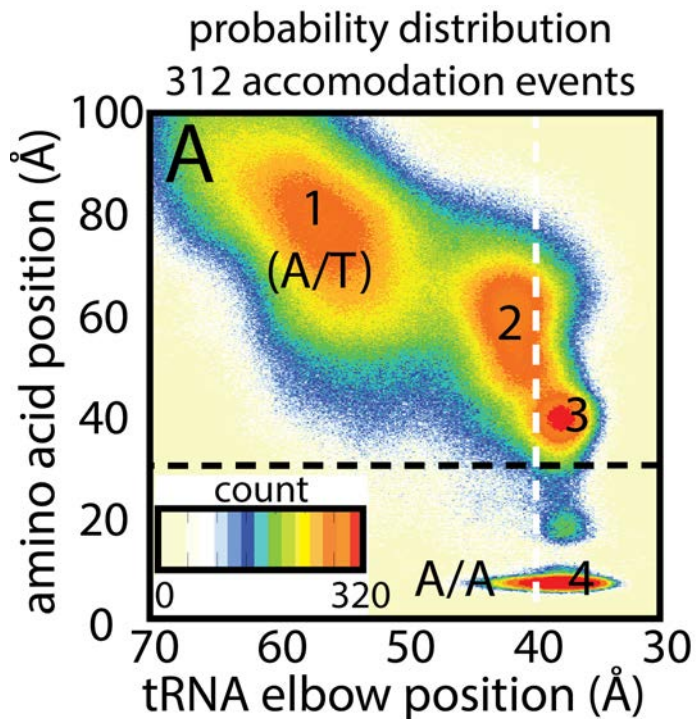 probability distribution
312 accomodation events
amino acid position (Å)
100
80
60
40
20
0
A
1
(A/T)
2
3
count
0 320
A/A 4
70 60 50 40 30
tRNA elbow position (Å)